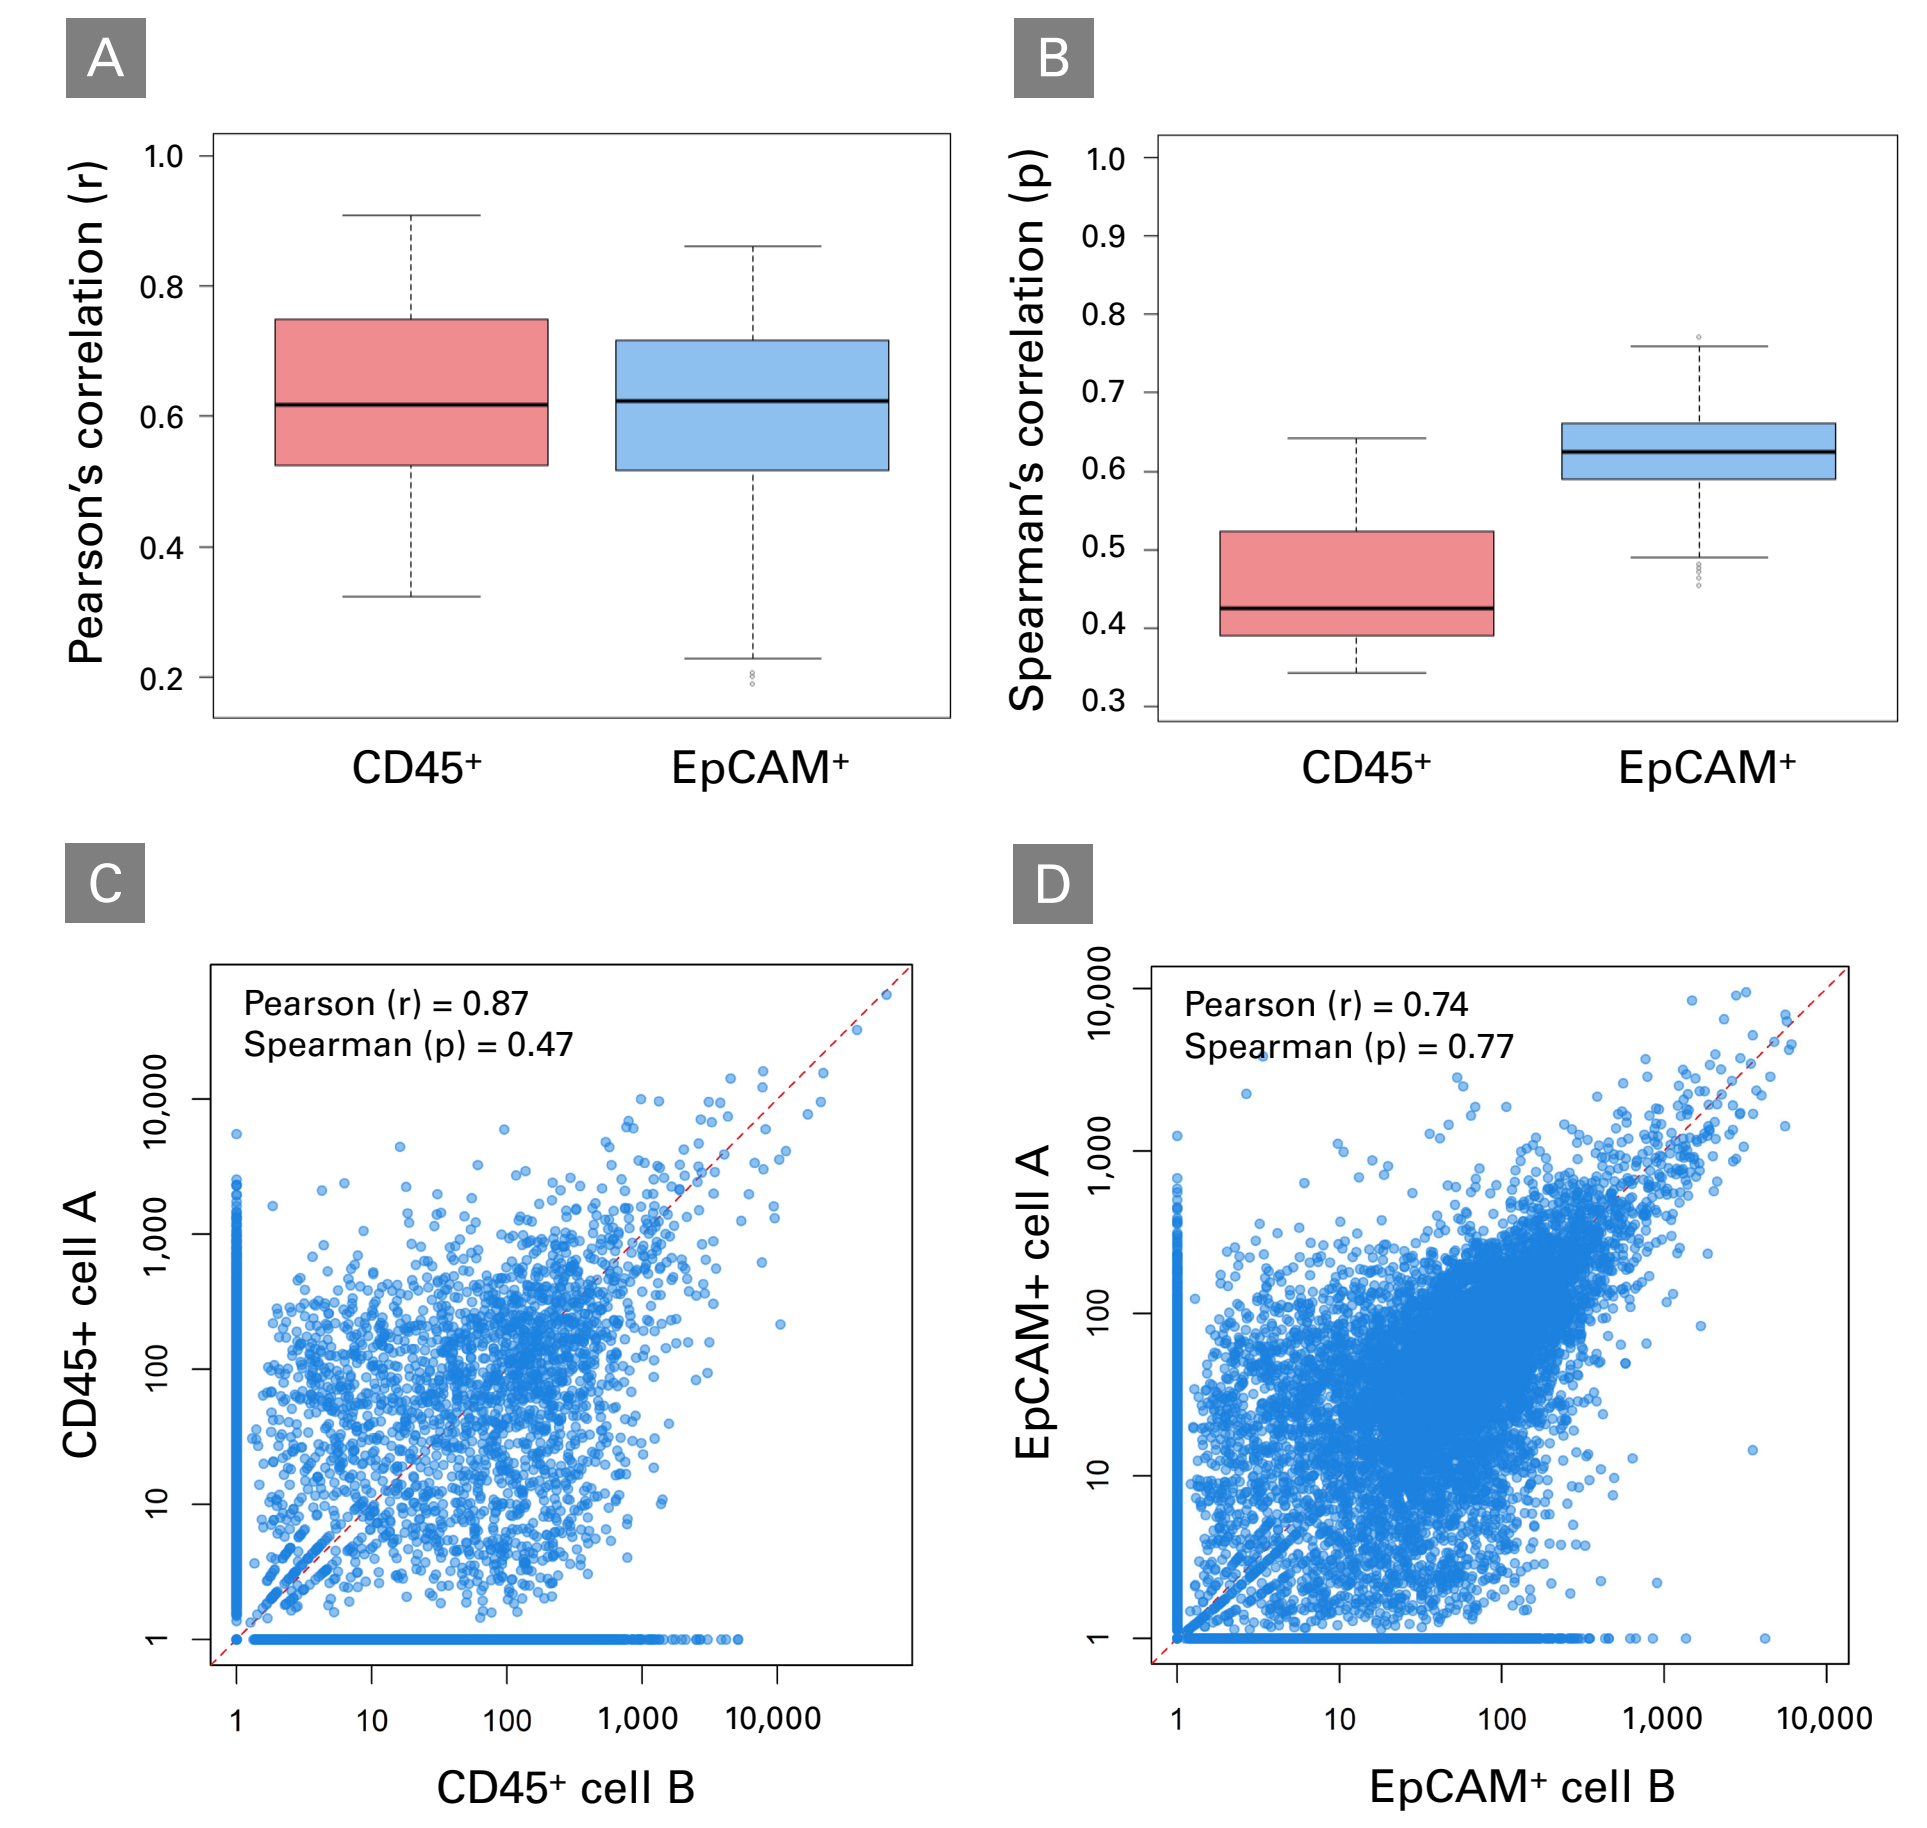 A
Pearson's correlation (r)
1.0
0.8
0.6
0.4
0.2
CD45⁺
EpCAM⁺
B
Spearman's correlation (p)
1.0
0.9
0.8
0.7
0.6
0.5
0.4
0.3
CD45⁺
EpCAM⁺
C
Pearson (r) = 0.87
Spearman (p) = 0.47
CD45+ cell A
10,000
1,000
100
10
1
1
10
100
1,000
10,000
CD45⁺ cell B
D
Pearson (r) = 0.74
Spearman (p) = 0.77
EpCAM+ cell A
10,000
1,000
100
10
1
1
10
100
1,000
10,000
EpCAM⁺ cell B